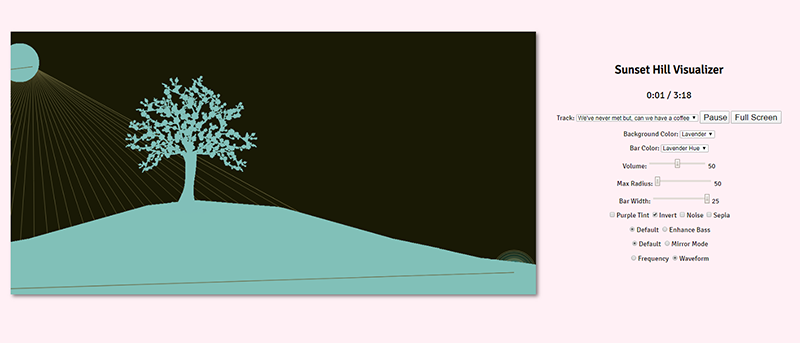 Sunset Hill Visualizer
0:01 / 3:18
Track: We've never met but, can we have a coffee Pause Full Screen
Background Color: Lavender
Bar Color: Lavender Hue
Volume: 50
Max Radius: 50
Bar Width: 25
Purple Tint Invert Noise Sepia
Default Enhance Bass
Default Mirror Mode
Frequency Waveform